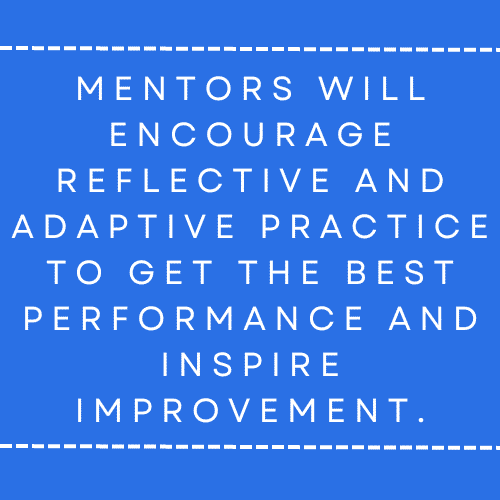 MENTORS WILL
ENCOURAGE
REFLECTIVE AND
ADAPTIVE PRACTICE
TO GET THE BEST
PERFORMANCE AND
INSPIRE
IMPROVEMENT.